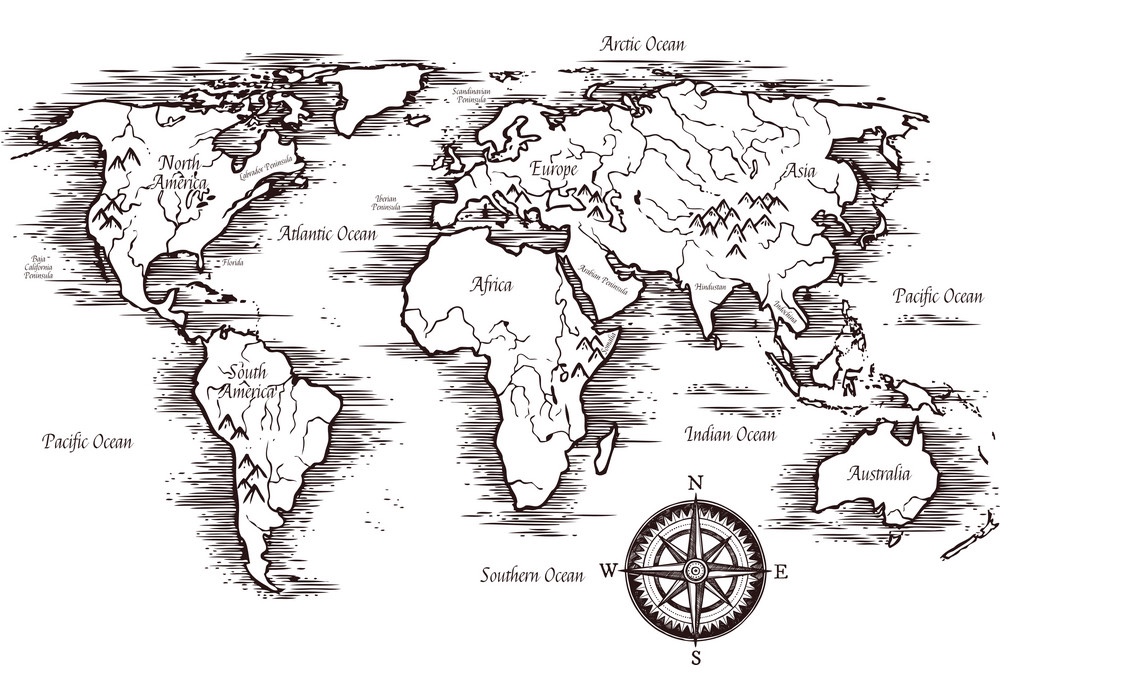 Arctic Ocean
Scandinavian
Peninsula
North
America
Labrador Peninsula
Europe
Asia
Iberian
Peninsula
Atlantic Ocean
Baja
California
Peninsula
Florida
Africa
Arabian Peninsula
Hindustan
Indochina
Pacific Ocean
Somalia
South
America
Pacific Ocean
Indian Ocean
Australia
N
Southern Ocean
W
E
S